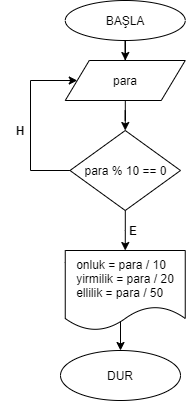 BAŞLA
para
H
para % 10 == 0
E
onluk = para / 10
yirmilik = para / 20
ellilik = para / 50
DUR